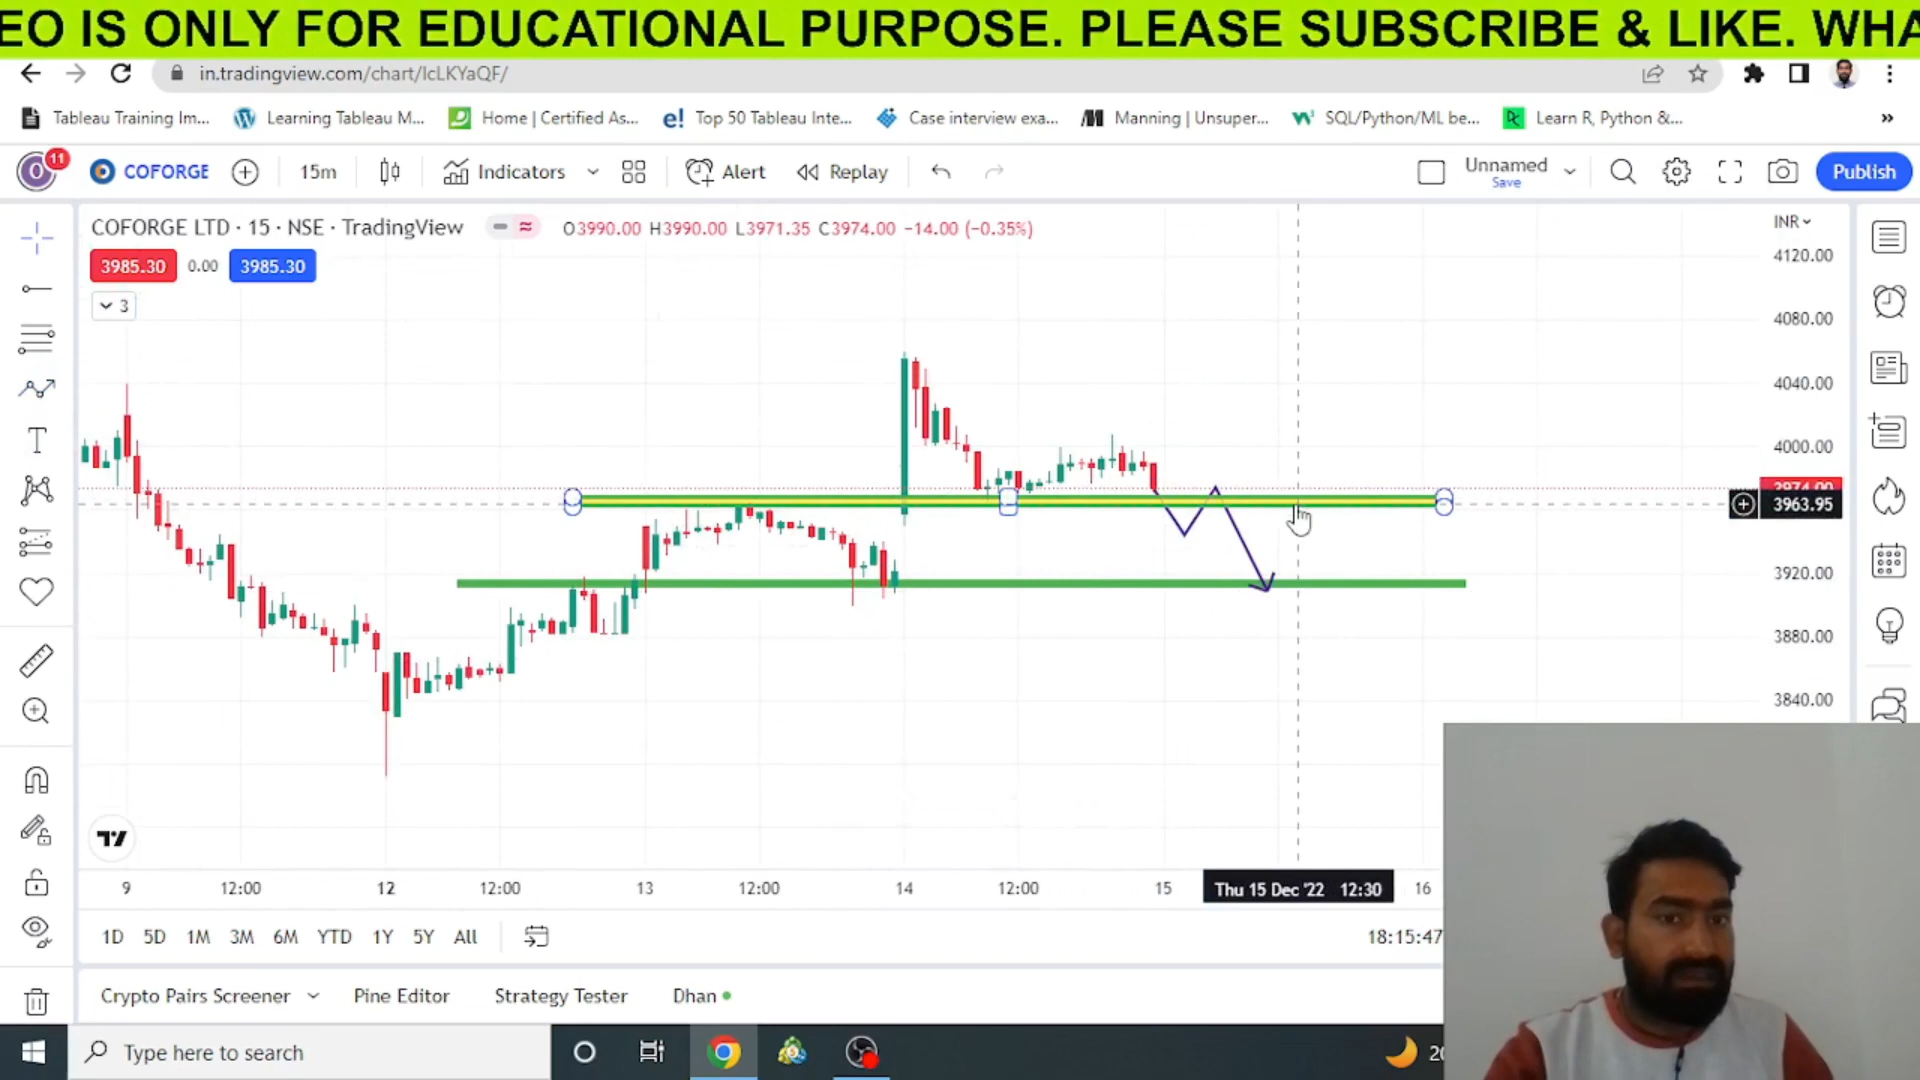 EO IS ONLY FOR EDUCATIONAL PURPOSE. PLEASE SUBSCRIBE & LIKE. WHA
in.tradingview.com/chart/IcLKYaQF/
Tableau Training Im... Learning Tableau M... Home | Certified As... e! Top 50 Tableau Inte... Case interview exa... Manning | Unsuper... SQL/Python/ML be... Learn R, Python &... »
O 11 COFORGE 15m Indicators Alert Replay Unnamed Save Publish
COFORGE LTD · 15 · NSE · TradingView O3990.00 H3990.00 L3971.35 C3974.00 −14.00 (−0.35%) INR
4120.00
3985.30 0.00 3985.30
3
4080.00
4040.00
4000.00
3974.00
3963.95
3920.00
3880.00
3840.00
9 12:00 12 12:00 13 12:00 14 12:00 15 Thu 15 Dec '22 12:30 16
1D 5D 1M 3M 6M YTD 1Y 5Y All 18:15:47
Crypto Pairs Screener Pine Editor Strategy Tester Dhan
Type here to search